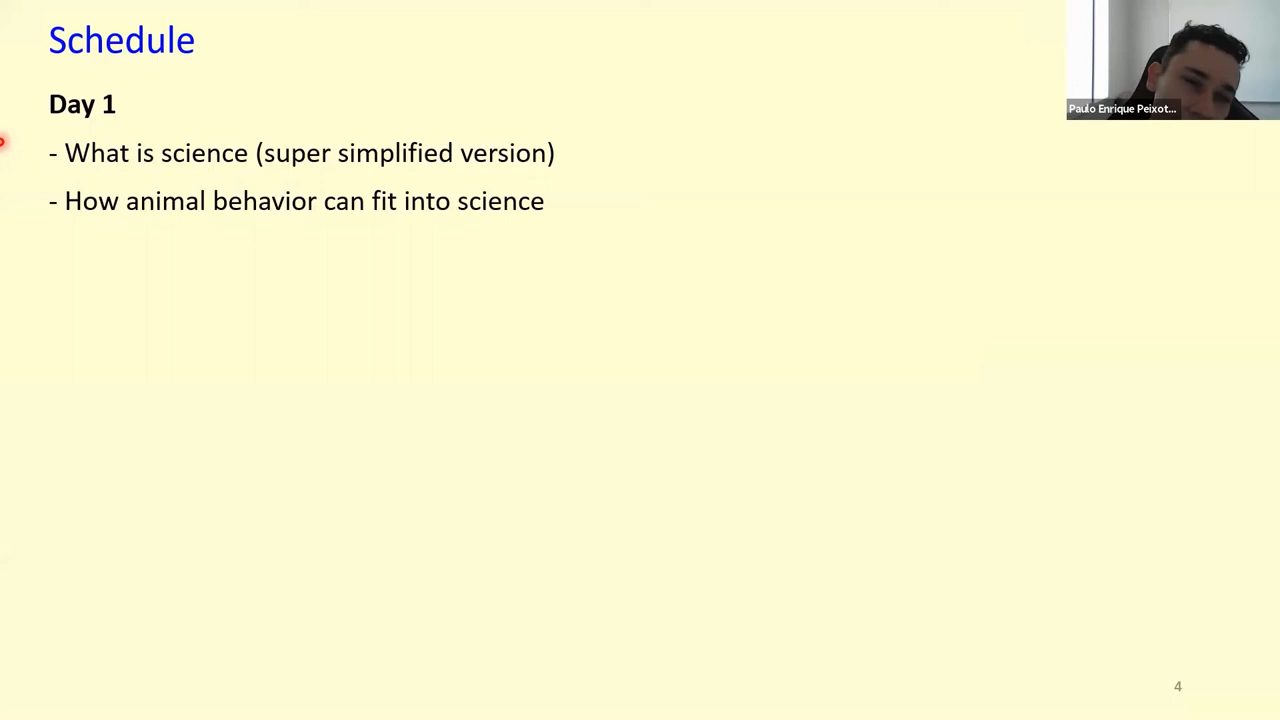 Schedule
Day 1
- What is science (super simplified version)
- How animal behavior can fit into science
Paulo Enrique Peixot...
4